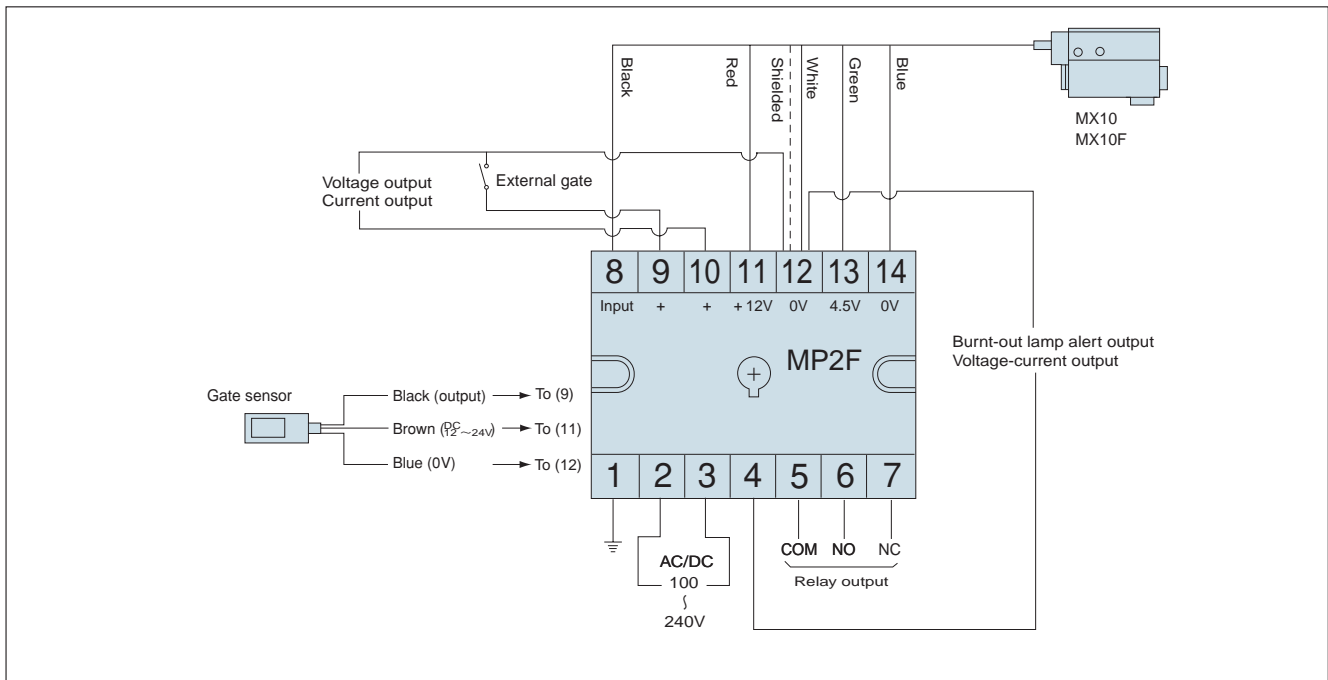 Black
Red
Shielded
White
Green
Blue
MX10
MX10F
Voltage output
Current output
External gate
8 9 10 11 12 13 14
Input + + +12V 0V 4.5V 0V
MP2F
Burnt-out lamp alert output
Voltage-current output
Gate sensor
Black (output) To (9)
Brown (DC 12～24V) To (11)
Blue (0V) To (12)
1 2 3 4 5 6 7
COM NO NC
Relay output
AC/DC
100
～
240V